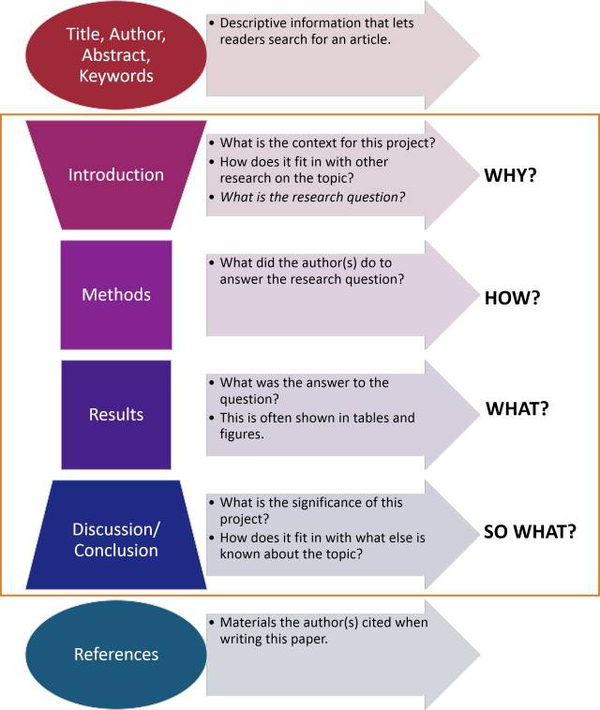 Title, Author,
Abstract,
Keywords
• Descriptive information that lets
readers search for an article.
Introduction
• What is the context for this project?
• How does it fit in with other
research on the topic?
• What is the research question?
WHY?
Methods
• What did the author(s) do to
answer the research question?
HOW?
Results
• What was the answer to the
question?
• This is often shown in tables and
figures.
WHAT?
Discussion/
Conclusion
• What is the significance of this
project?
• How does it fit in with what else is
known about the topic?
SO WHAT?
References
• Materials the author(s) cited when
writing this paper.